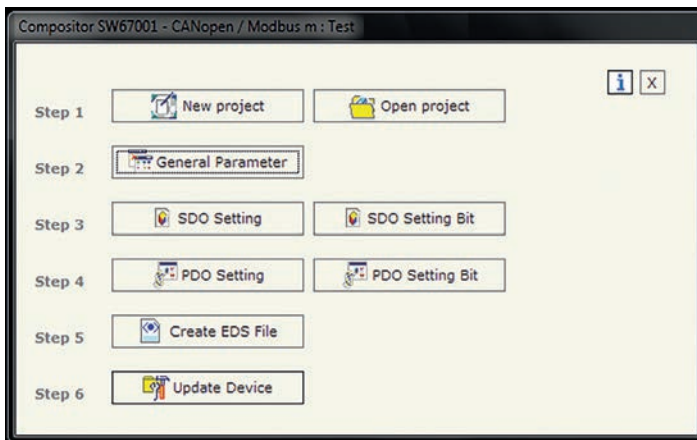 Compositor SW67001 - CANopen / Modbus m : Test
i X
Step 1 New project Open project
Step 2 General Parameter
Step 3 SDO Setting SDO Setting Bit
Step 4 PDO Setting PDO Setting Bit
Step 5 Create EDS File
Step 6 Update Device